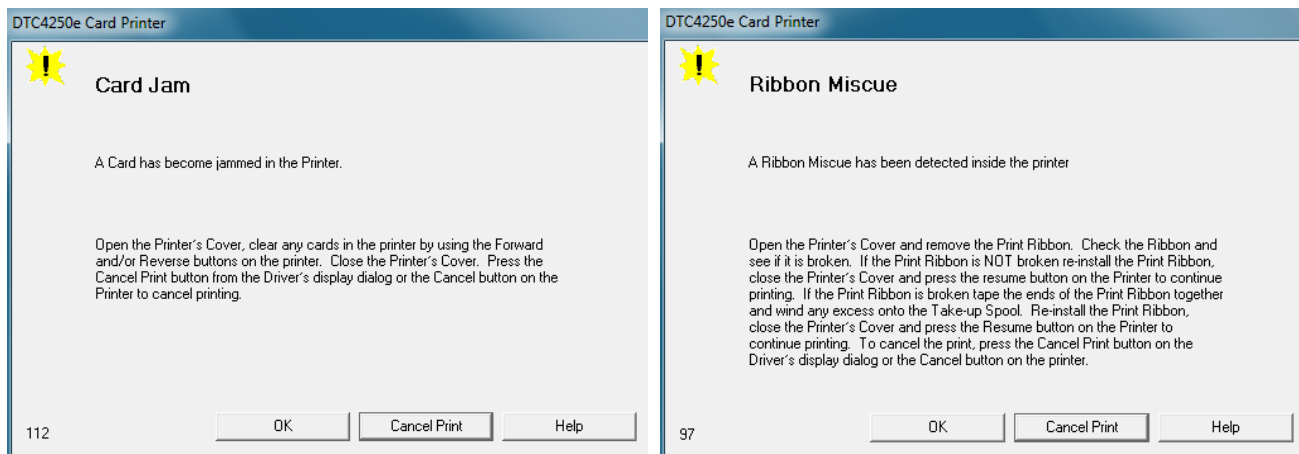 DTC4250e Card Printer
Card Jam
A Card has become jammed in the Printer.
Open the Printer's Cover, clear any cards in the printer by using the Forward
and/or Reverse buttons on the printer.  Close the Printer's Cover.  Press the
Cancel Print button from the Driver's display dialog or the Cancel button on the
Printer to cancel printing.
112
OK
Cancel Print
Help
DTC4250e Card Printer
Ribbon Miscue
A Ribbon Miscue has been detected inside the printer
Open the Printer's Cover and remove the Print Ribbon.  Check the Ribbon and
see if it is broken.  If the Print Ribbon is NOT broken re-install the Print Ribbon,
close the Printer's Cover and press the resume button on the Printer to continue
printing.  If the Print Ribbon is broken tape the ends of the Print Ribbon together
and wind any excess onto the Take-up Spool.  Re-install the Print Ribbon,
close the Printer's Cover and press the Resume button on the Printer to
continue printing.  To cancel the print, press the Cancel Print button on the
Driver's display dialog or the Cancel button on the printer.
97
OK
Cancel Print
Help